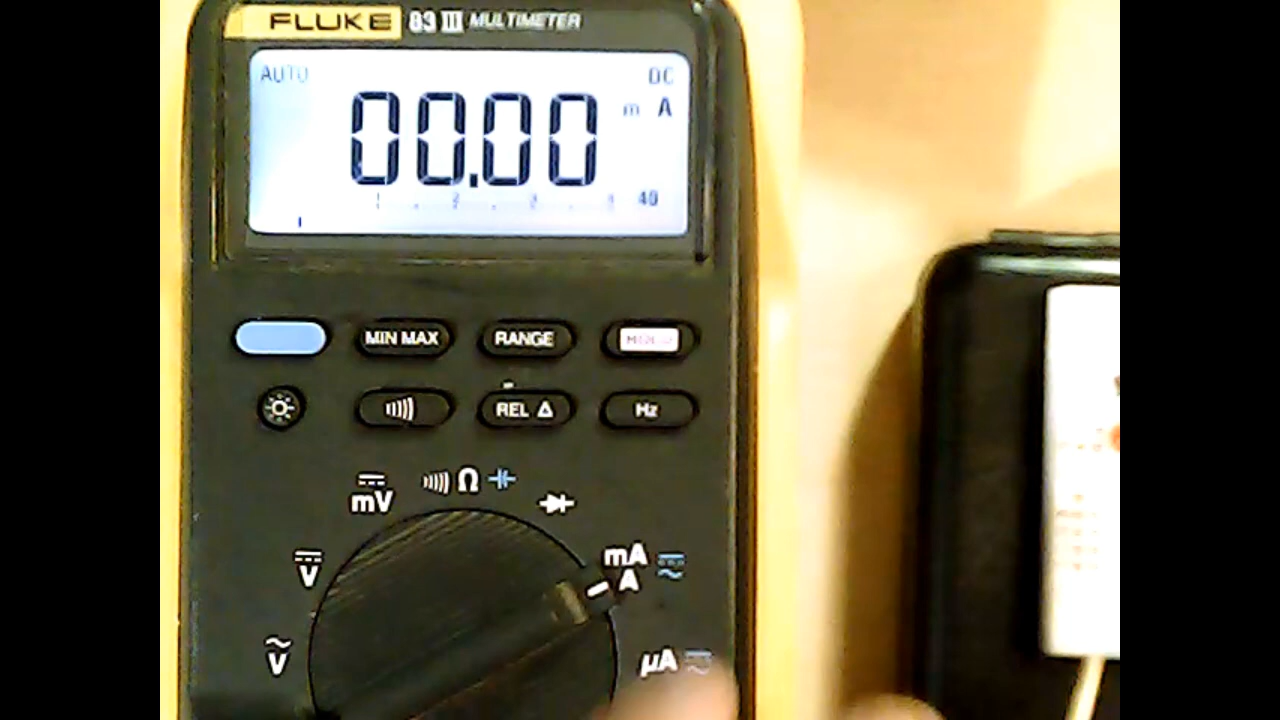 FLUKE 83 III MULTIMETER
AUTO DC
00.00 m A
40
MIN MAX RANGE
REL Δ Hz
mV Ω
mA
A
V
V
µA